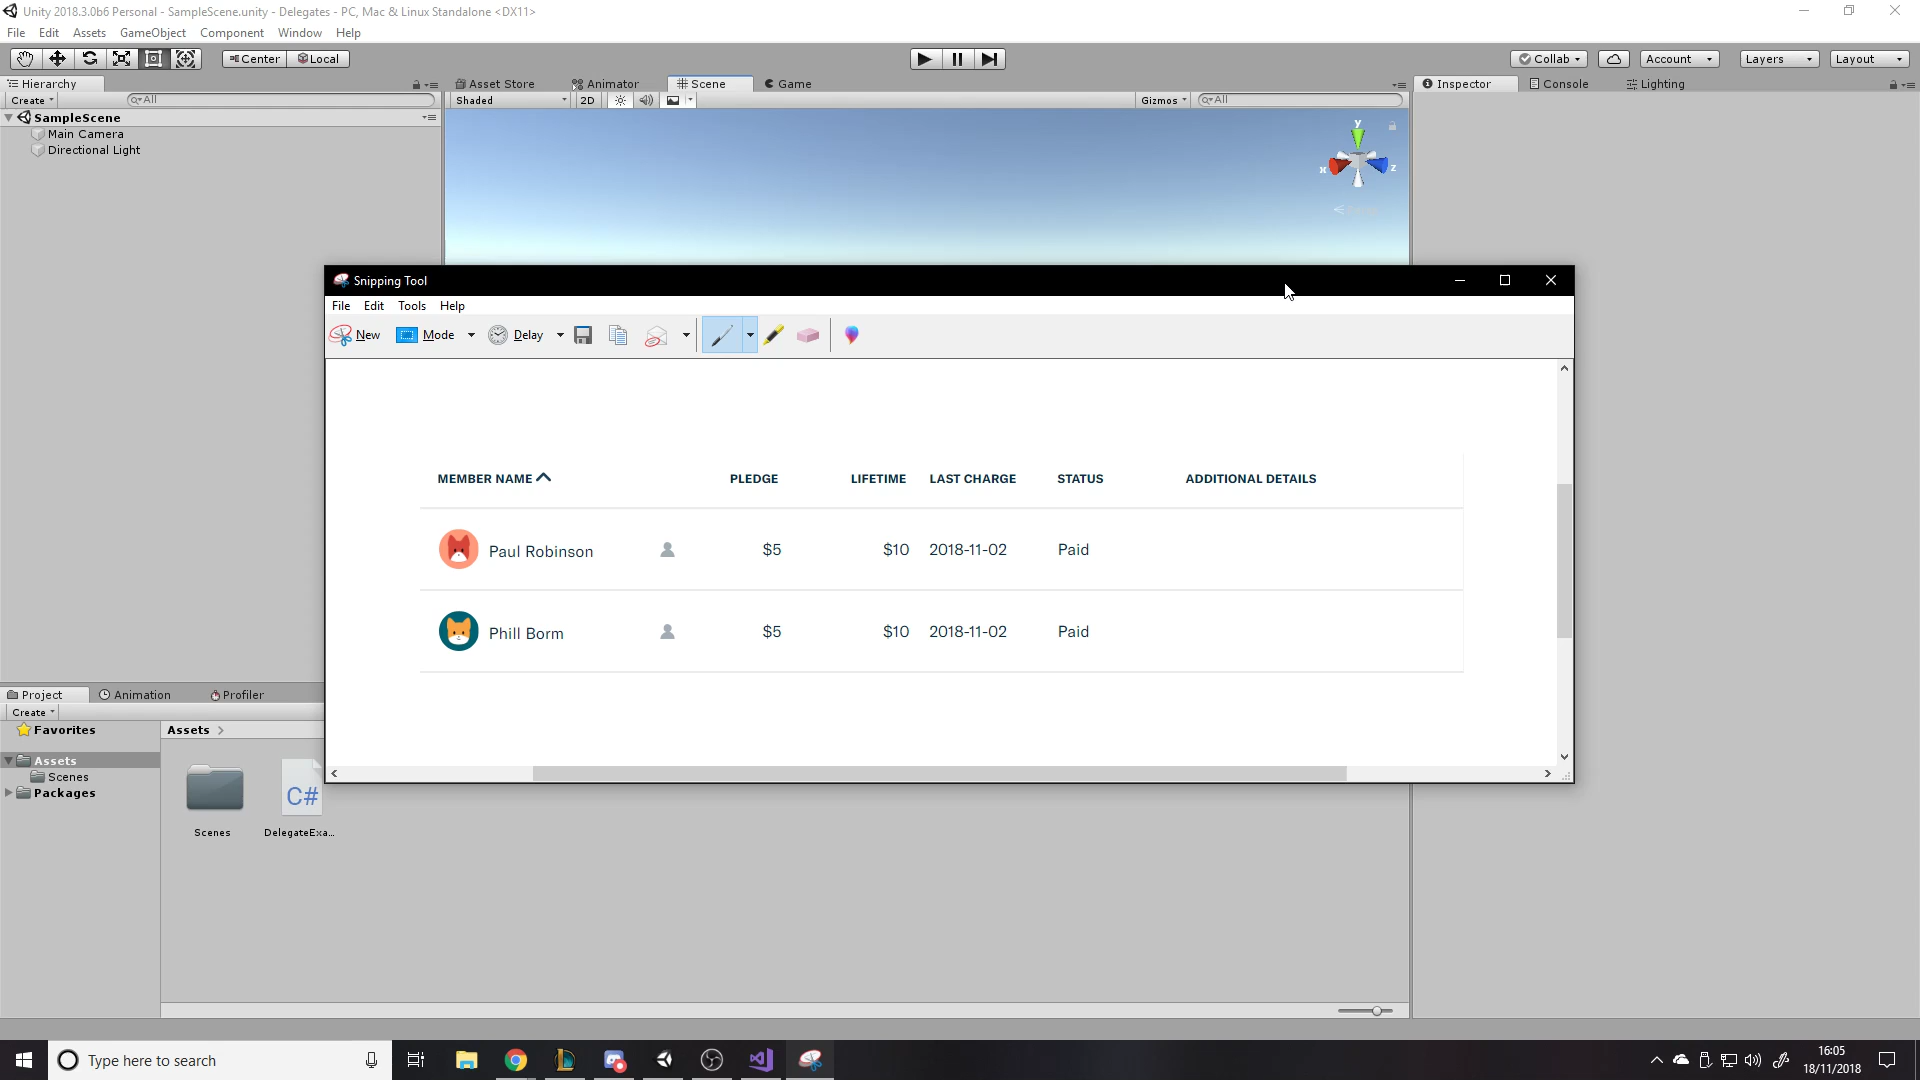 Unity 2018.3.0b6 Personal - SampleScene.unity - Delegates - PC, Mac & Linux Standalone <DX11>
File Edit Assets GameObject Component Window Help
Center Local
Collab Account Layers Layout
Hierarchy
Create All
SampleScene
Main Camera
Directional Light
Asset Store Animator Scene Game
Shaded 2D Gizmos All
y
x z
Inspector Console Lighting
Snipping Tool
File Edit Tools Help
New Mode Delay
MEMBER NAME PLEDGE LIFETIME LAST CHARGE STATUS ADDITIONAL DETAILS
Paul Robinson $5 $10 2018-11-02 Paid
Phill Borm $5 $10 2018-11-02 Paid
Project Animation Profiler
Create
Favorites
Assets
Scenes
Packages
Assets >
C#
Scenes DelegateExa...
Type here to search
16:05
18/11/2018